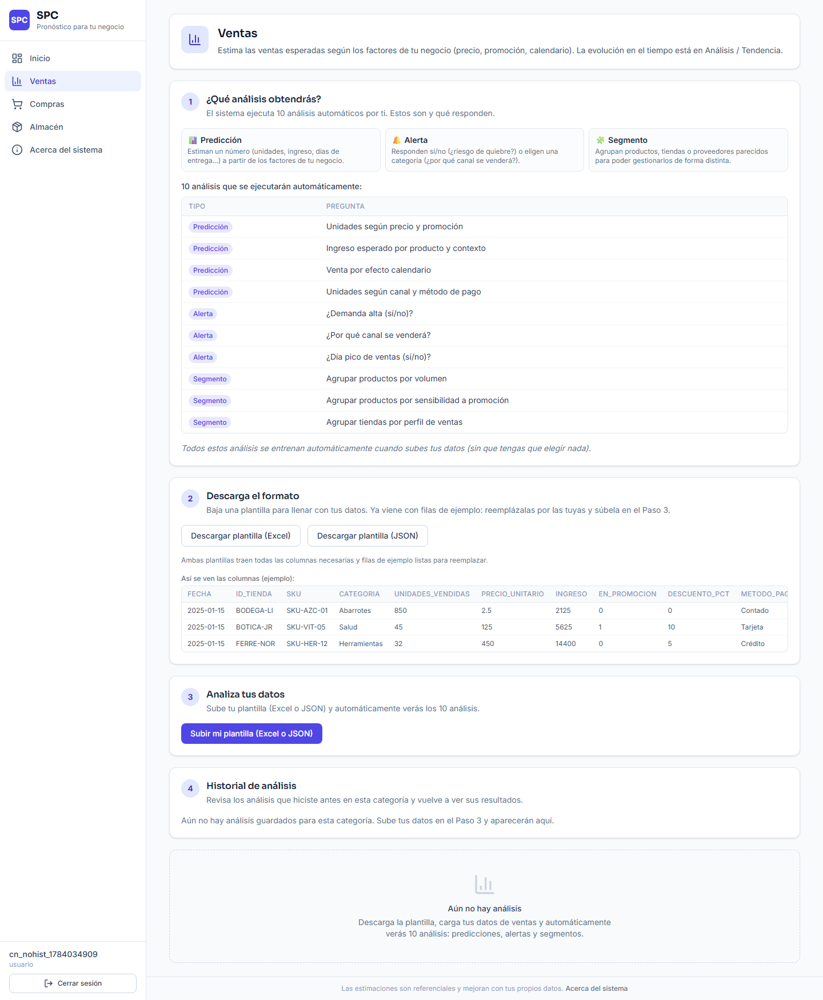 SPC
SPC
Pronóstico para tu negocio
Inicio
Ventas
Compras
Almacén
Acerca del sistema
cn_nohist_1784034909
usuario
Cerrar sesión
Ventas
Estima las ventas esperadas según los factores de tu negocio (precio, promoción, calendario). La evolución en el tiempo está en Análisis / Tendencia.
1
¿Qué análisis obtendrás?
El sistema ejecuta 10 análisis automáticos por ti. Estos son y qué responden.
Predicción
Estiman un número (unidades, ingreso, días de
entrega...) a partir de los factores de tu negocio.
Alerta
Responden sí/no (¿riesgo de quiebre?) o eligen una
categoría (¿por qué canal se venderá?).
Segmento
Agrupan productos, tiendas o proveedores parecidos
para poder gestionarlos de forma distinta.
10 análisis que se ejecutarán automáticamente:
TIPO PREGUNTA
Predicción Unidades según precio y promoción
Predicción Ingreso esperado por producto y contexto
Predicción Venta por efecto calendario
Predicción Unidades según canal y método de pago
Alerta ¿Demanda alta (sí/no)?
Alerta ¿Por qué canal se venderá?
Alerta ¿Día pico de ventas (sí/no)?
Segmento Agrupar productos por volumen
Segmento Agrupar productos por sensibilidad a promoción
Segmento Agrupar tiendas por perfil de ventas
Todos estos análisis se entrenan automáticamente cuando subes tus datos (sin que tengas que elegir nada).
2
Descarga el formato
Baja una plantilla para llenar con tus datos. Ya viene con filas de ejemplo: reemplázalas por las tuyas y súbela en el Paso 3.
Descargar plantilla (Excel) Descargar plantilla (JSON)
Ambas plantillas traen todas las columnas necesarias y filas de ejemplo listas para reemplazar.
Así se ven las columnas (ejemplo):
FECHA ID_TIENDA SKU CATEGORIA UNIDADES_VENDIDAS PRECIO_UNITARIO INGRESO EN_PROMOCION DESCUENTO_PCT METODO_PAG
2025-01-15 BODEGA-LI SKU-AZC-01 Abarrotes 850 2.5 2125 0 0 Contado
2025-01-15 BOTICA-JR SKU-VIT-05 Salud 45 125 5625 1 10 Tarjeta
2025-01-15 FERRE-NOR SKU-HER-12 Herramientas 32 450 14400 0 5 Crédito
3
Analiza tus datos
Sube tu plantilla (Excel o JSON) y automáticamente verás los 10 análisis.
Subir mi plantilla (Excel o JSON)
4
Historial de análisis
Revisa los análisis que hiciste antes en esta categoría y vuelve a ver sus resultados.
Aún no hay análisis guardados para esta categoría. Sube tus datos en el Paso 3 y aparecerán aquí.
Aún no hay análisis
Descarga la plantilla, carga tus datos de ventas y automáticamente
verás 10 análisis: predicciones, alertas y segmentos.
Las estimaciones son referenciales y mejoran con tus propios datos. Acerca del sistema